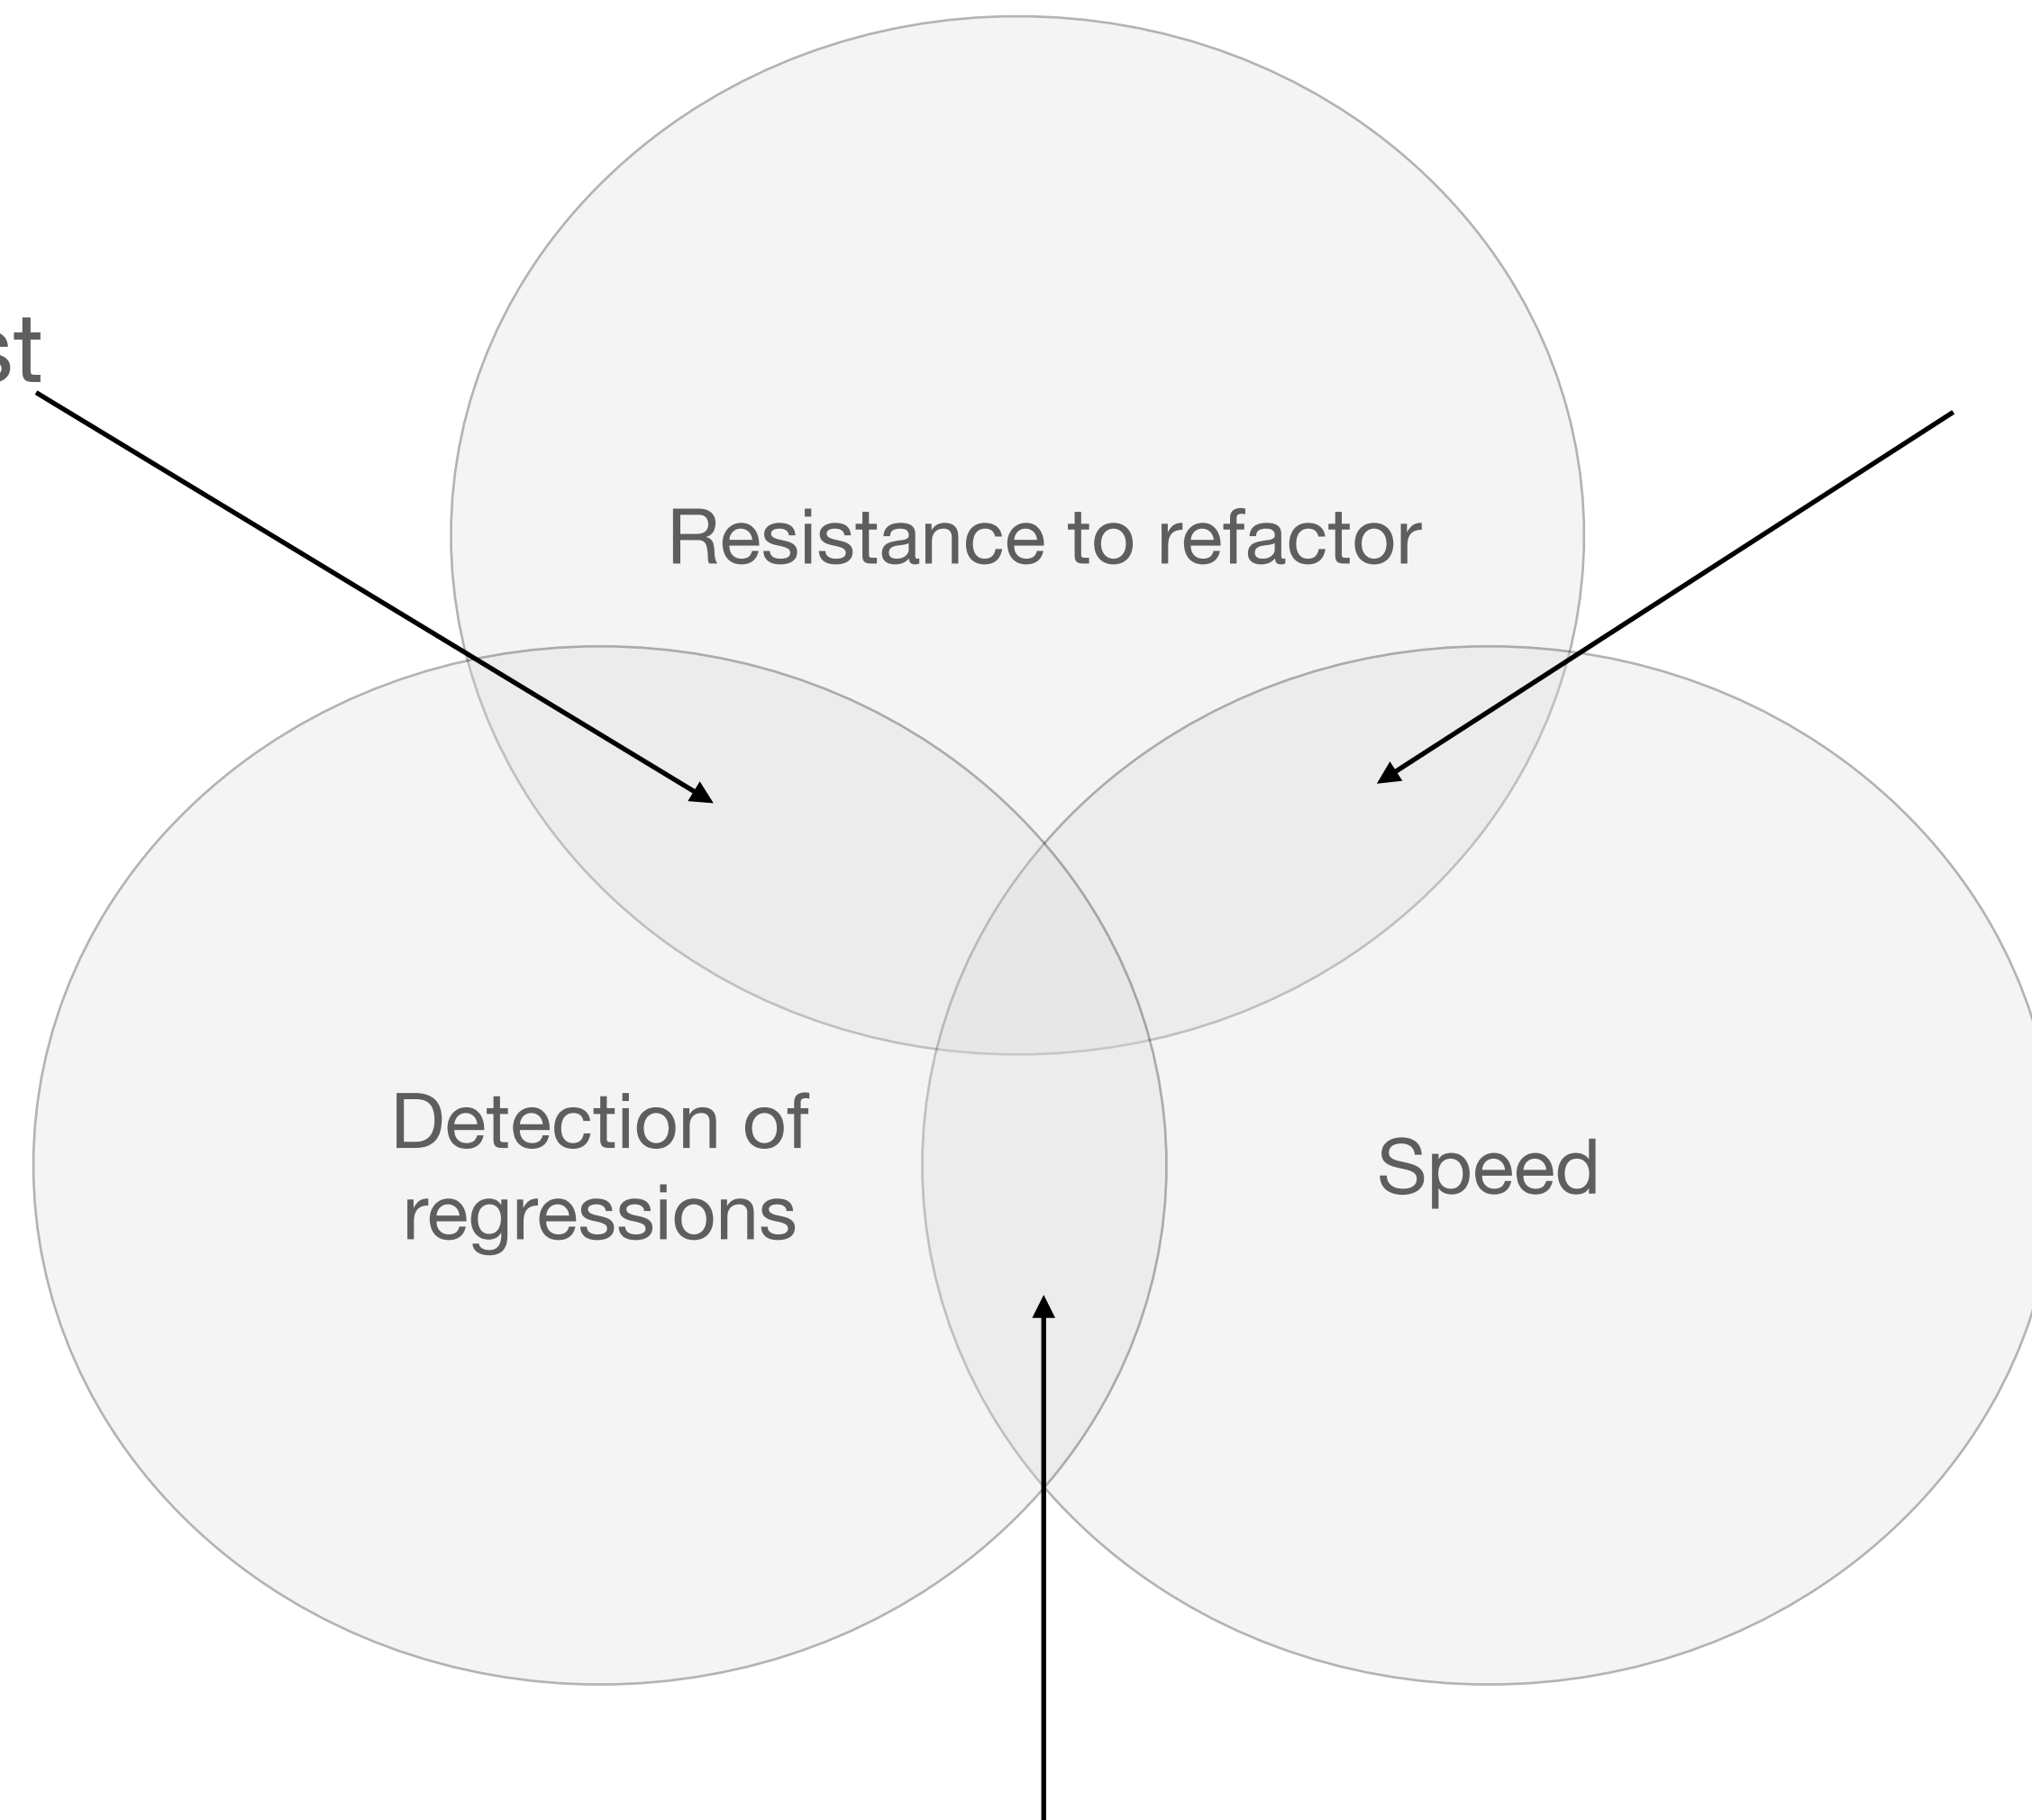 Resistance to refactor
Detection of
regressions
Speed